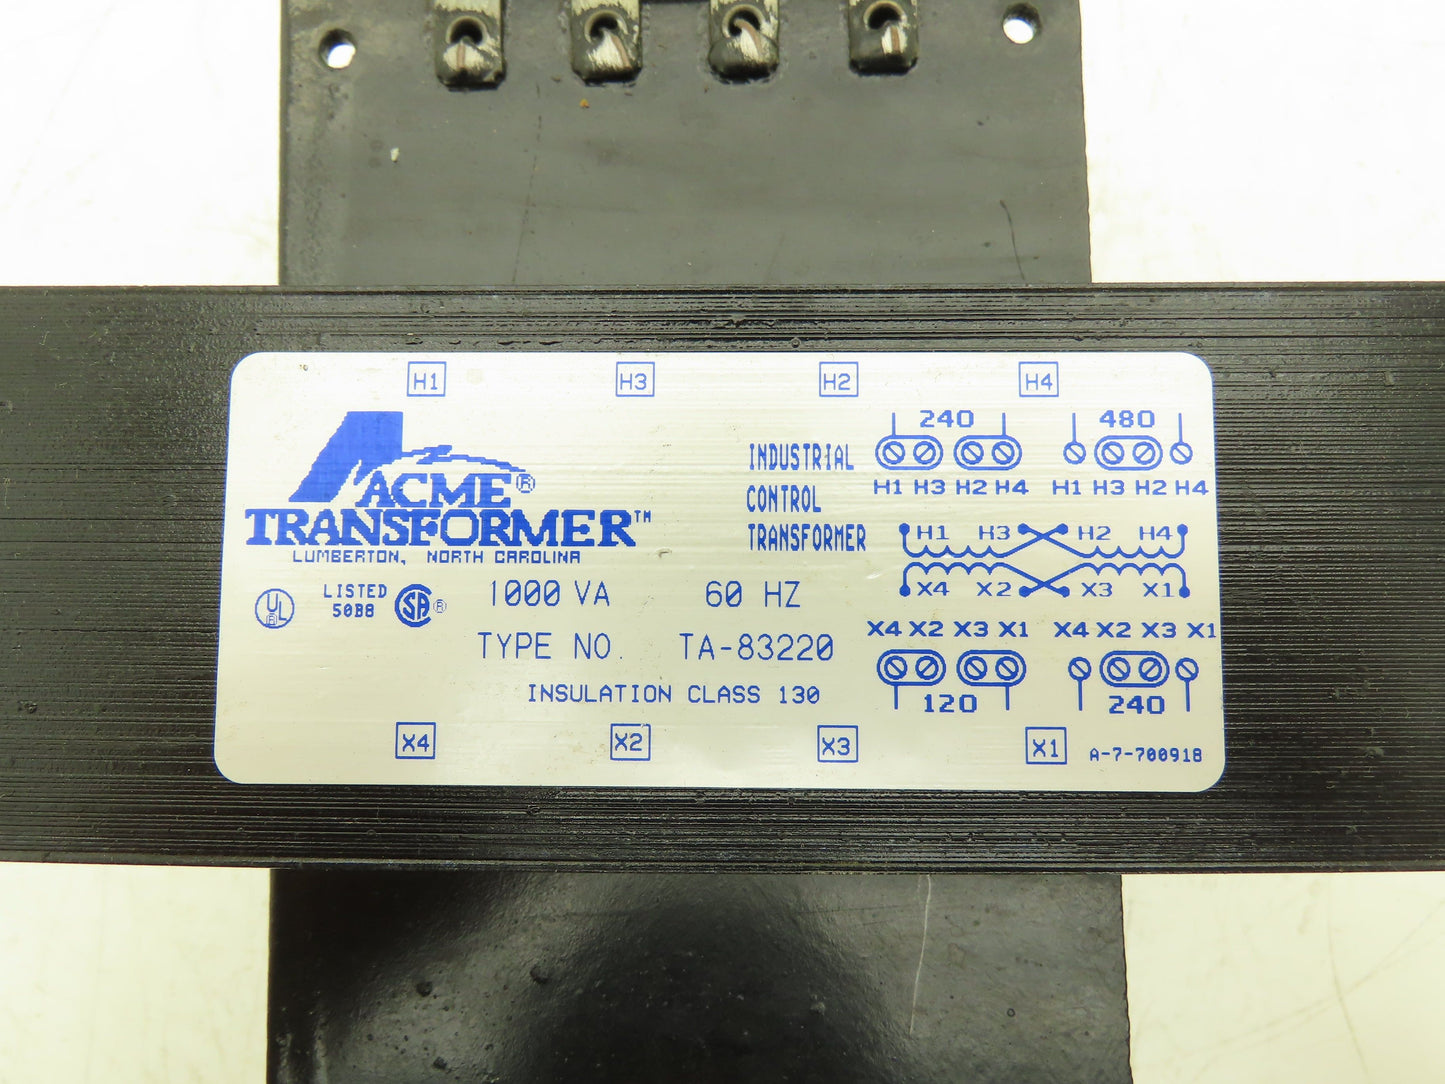 H1 H3 H2 H4
ACME®
TRANSFORMER™
LUMBERTON, NORTH CAROLINA
UL ®
LISTED
50B8
SA ®
1000 VA 60 HZ
TYPE NO. TA-83220
INSULATION CLASS 130
INDUSTRIAL
CONTROL
TRANSFORMER
240 480
H1 H3 H2 H4 H1 H3 H2 H4
H1 H3 H2 H4
X4 X2 X3 X1
X4 X2 X3 X1 X4 X2 X3 X1
120 240
X4 X2 X3 X1
A-7-700918